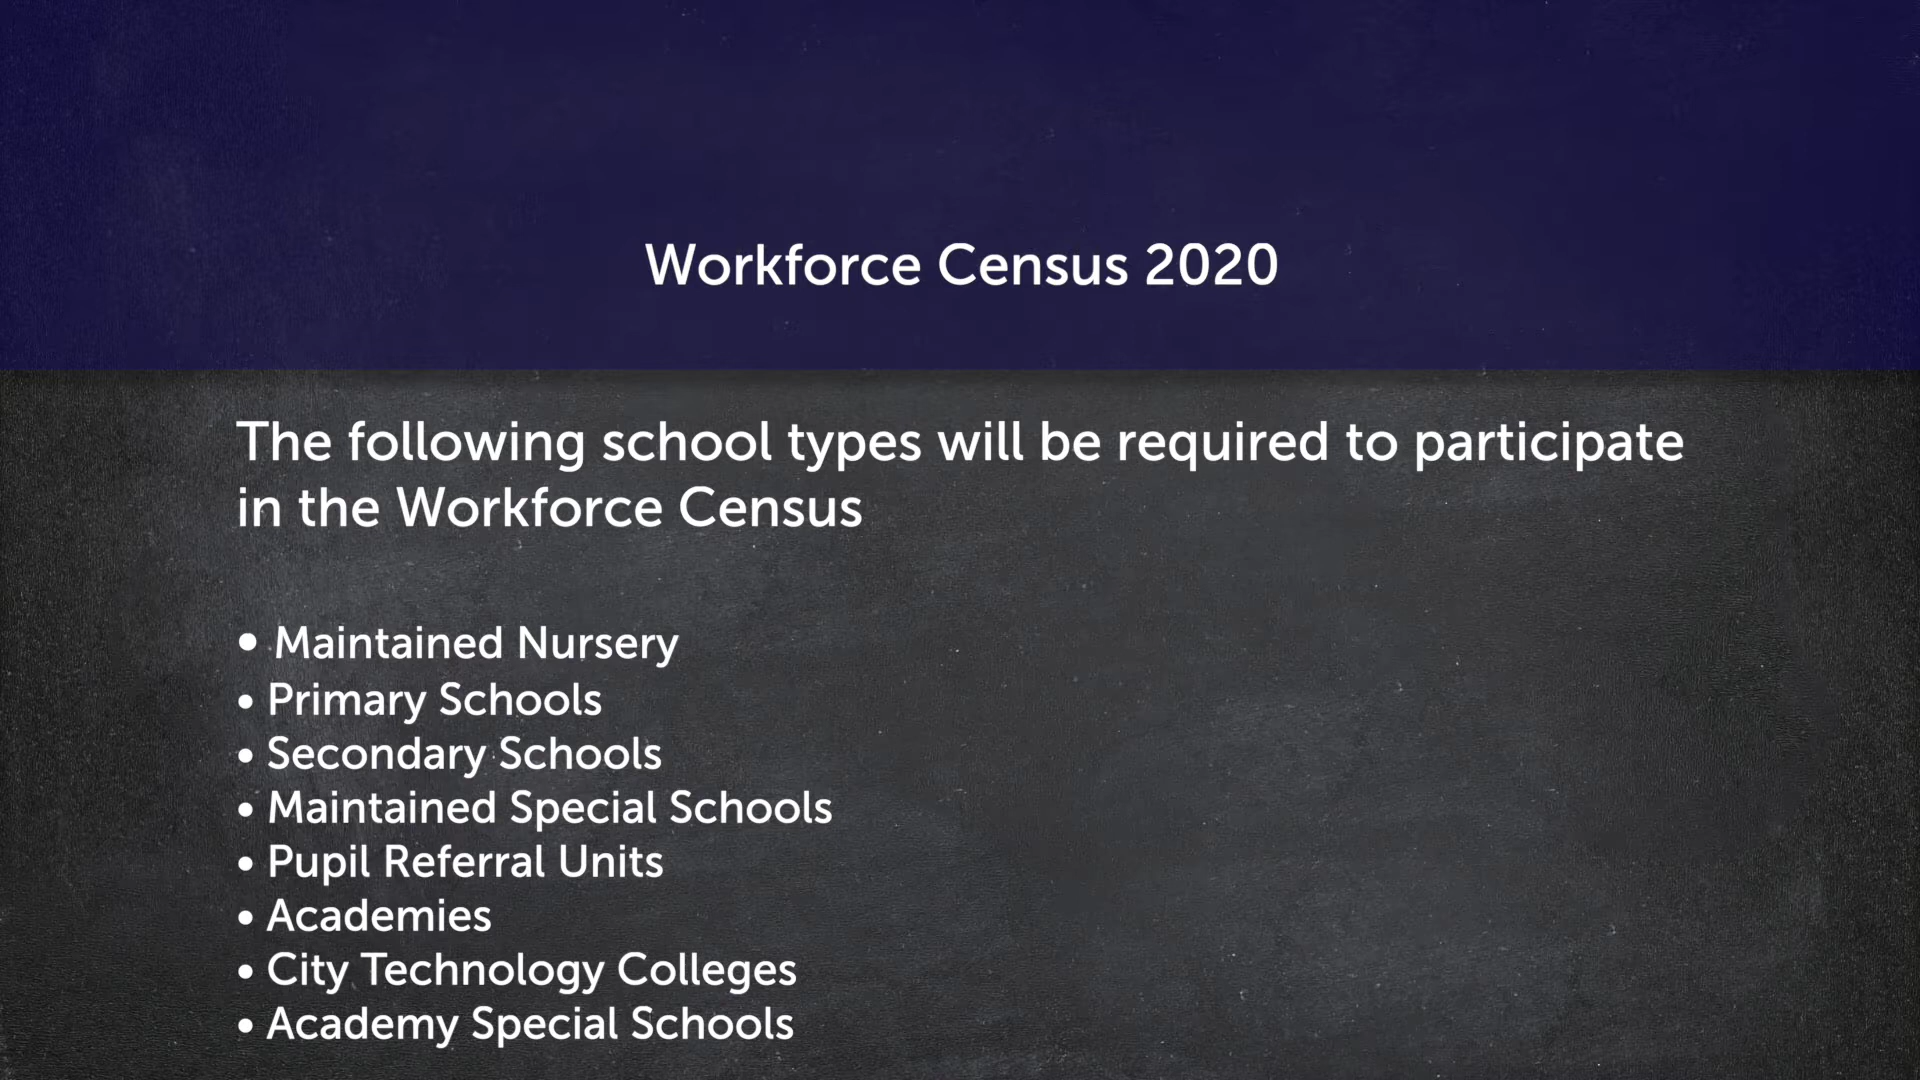 Workforce Census 2020
The following school types will be required to participate
in the Workforce Census
• Maintained Nursery
• Primary Schools
• Secondary Schools
• Maintained Special Schools
• Pupil Referral Units
• Academies
• City Technology Colleges
• Academy Special Schools